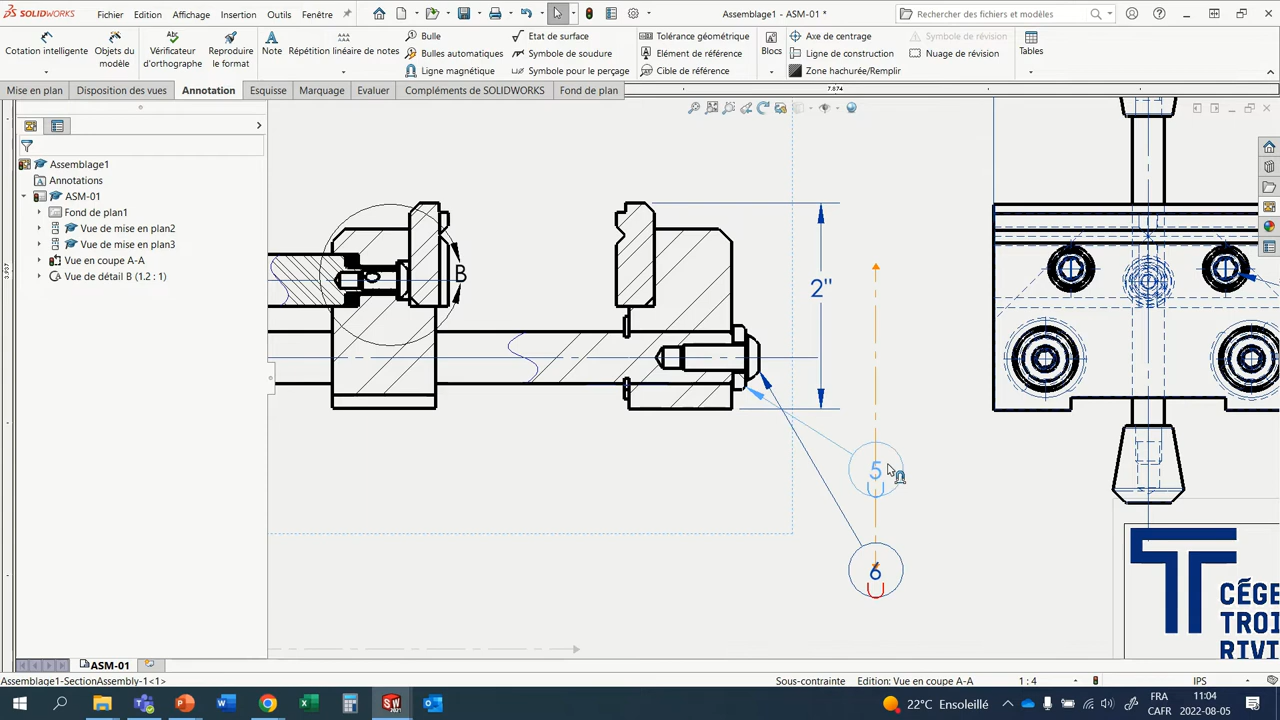 SOLIDWORKS
Fichier Edition Affichage Insertion Outils Fenêtre
Assemblage1 - ASM-01 *
Rechercher des fichiers et modèles
Cotation intelligente
Objets du modèle
Vérificateur d'orthographe
Reproduire le format
Note
Répétition linéaire de notes
Bulle
Bulles automatiques
Ligne magnétique
Etat de surface
Symbole de soudure
Symbole pour le perçage
Tolérance géométrique
Elément de référence
Cible de référence
Blocs
Axe de centrage
Ligne de construction
Zone hachurée/Remplir
Symbole de révision
Nuage de révision
Tables
Mise en plan Disposition des vues Annotation Esquisse Marquage Evaluer Compléments de SOLIDWORKS Fond de plan
7.874
3.937
Assemblage1
Annotations
ASM-01
Fond de plan1
Vue de mise en plan2
Vue de mise en plan3
Vue en coupe A-A
Vue de détail B (1.2 : 1)
B
2"
5
6
CÉGE
TROI
RIVIÈ
ASM-01
Assemblage1-SectionAssembly-1<1>
Sous-contrainte Edition: Vue en coupe A-A 1 : 4 IPS
22°C Ensoleillé
FRA
CAFR
11:04
2022-08-05